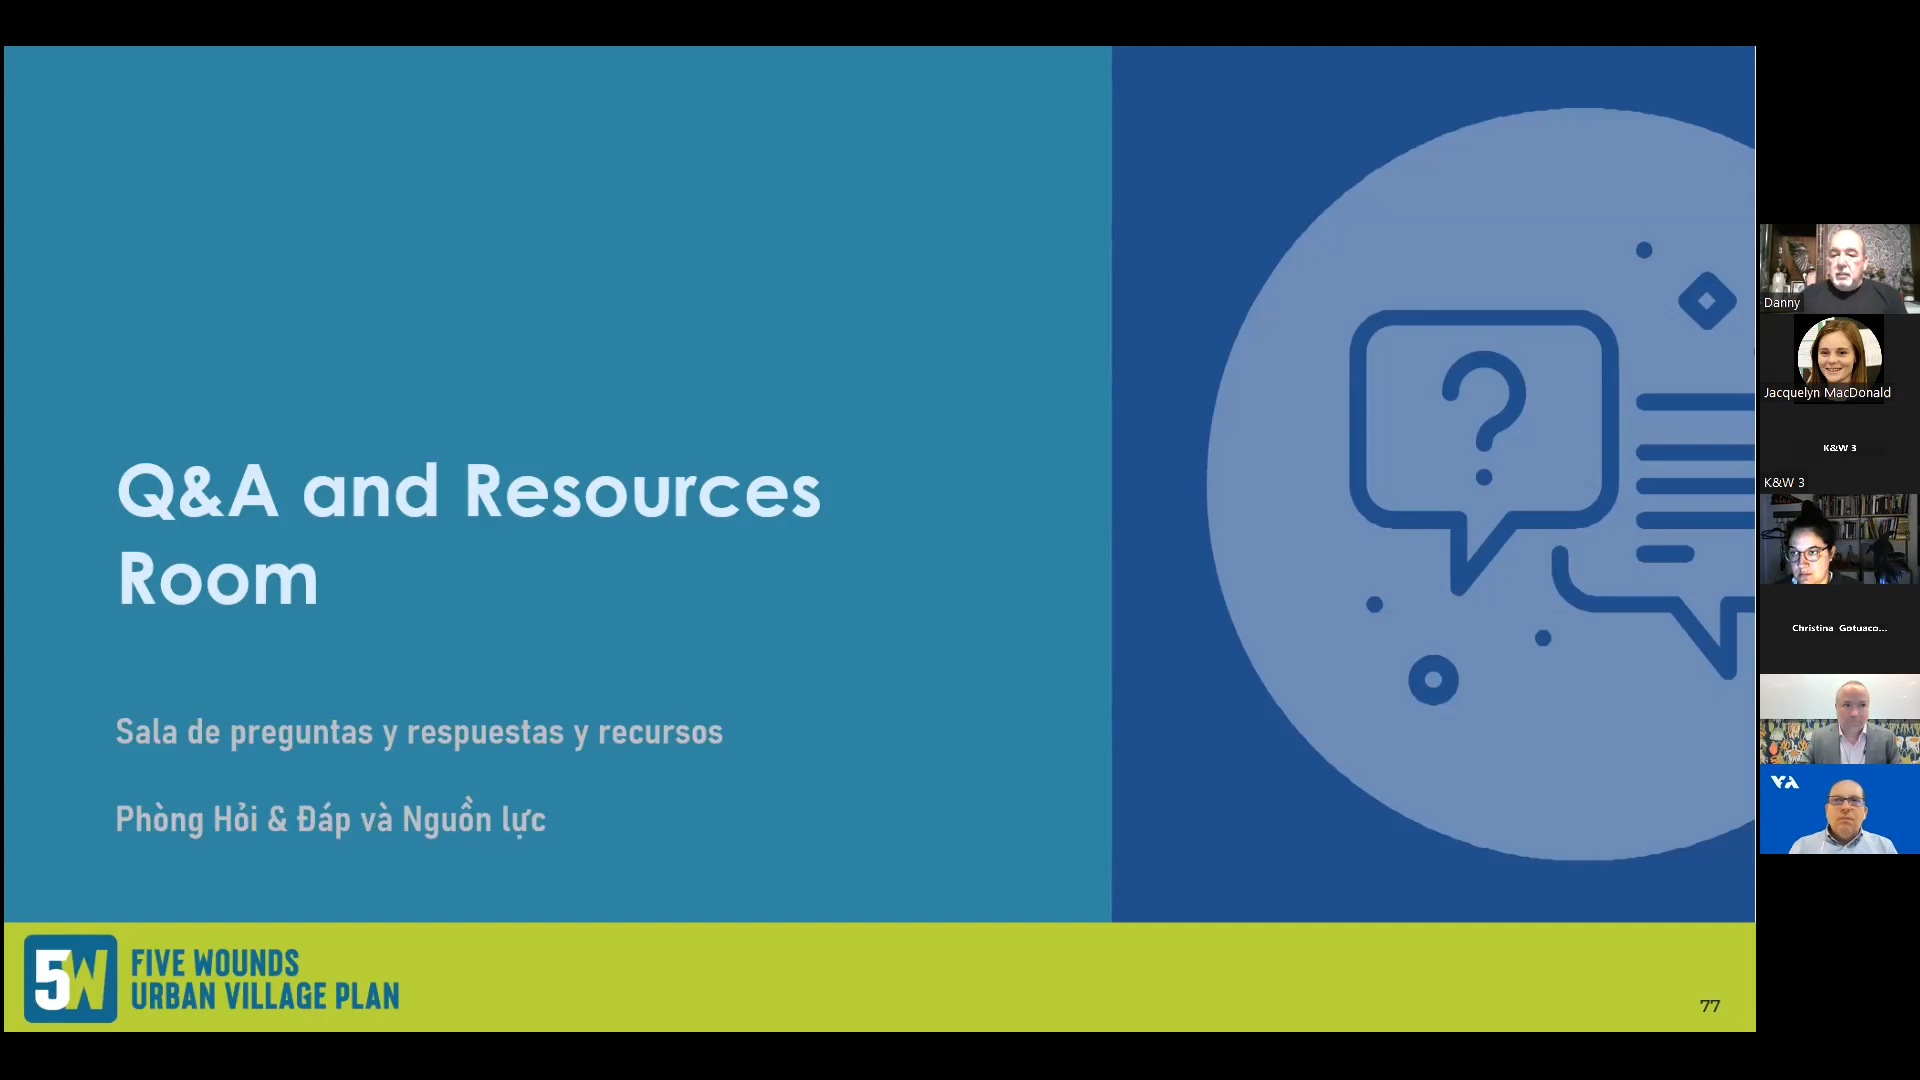 Q&A and Resources
Room
Sala de preguntas y respuestas y recursos
Phòng Hỏi & Đáp và Nguồn lực
5W
FIVE WOUNDS
URBAN VILLAGE PLAN
77
Danny
Jacquelyn MacDonald
K&W 3
K&W 3
Christina Gotuaco...